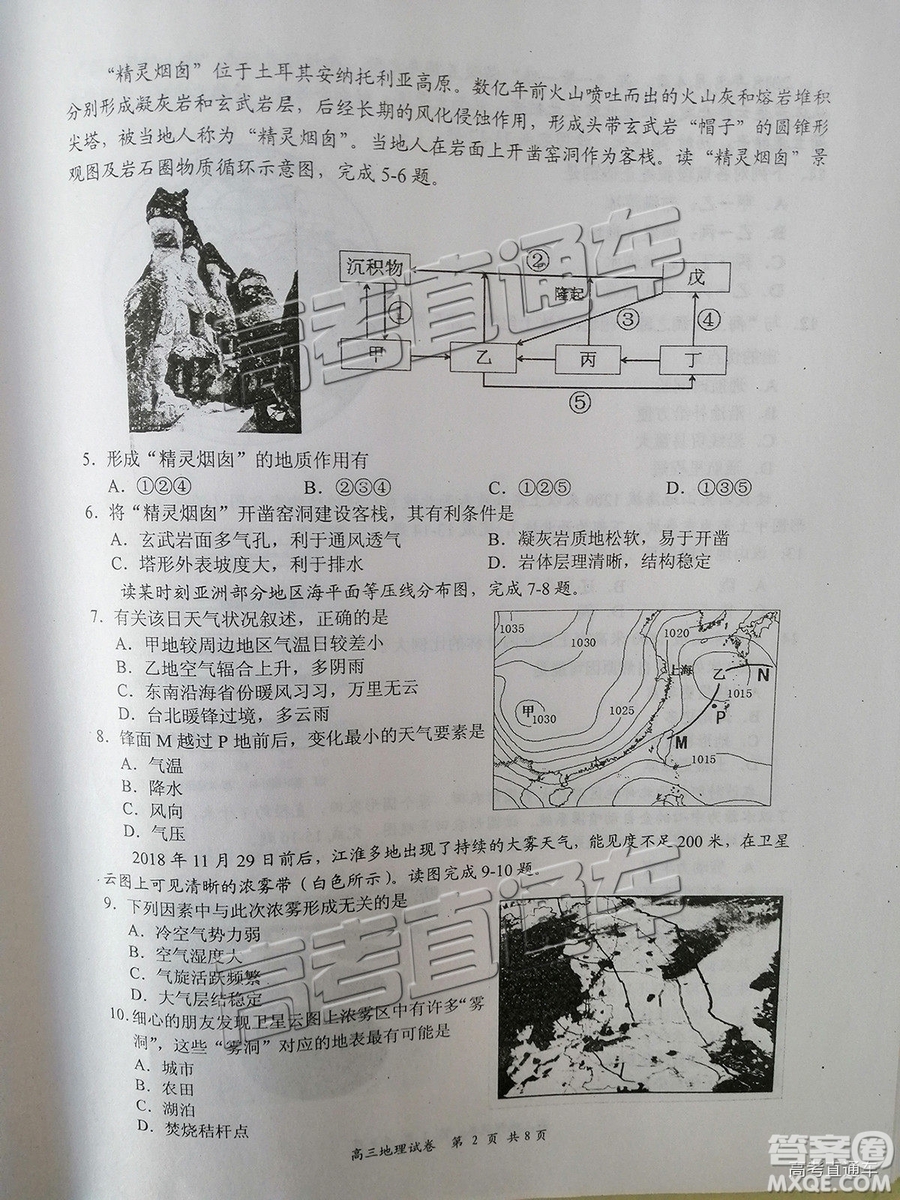 “精灵烟囱”位于土耳其安纳托利亚高原。数亿年前火山喷吐而出的火山灰和熔岩堆积
分别形成凝灰岩和玄武岩层，后经长期的风化侵蚀作用，形成头带玄武岩“帽子”的圆锥形
尖塔，被当地人称为“精灵烟囱”。当地人在岩面上开凿窑洞作为客栈。读“精灵烟囱”景
观图及岩石圈物质循环示意图，完成5-6题。
沉积物
②
戊
隆起
①
③
④
甲
乙
丙
丁
⑤
5．形成“精灵烟囱”的地质作用有
A．①②④ B．②③④ C．①②⑤ D．①③⑤
6．将“精灵烟囱”开凿窑洞建设客栈，其有利条件是
A．玄武岩面多气孔，利于通风透气 B．凝灰岩质地松软，易于开凿
C．塔形外表坡度大，利于排水 D．岩体层理清晰，结构稳定
读某时刻亚洲部分地区海平面等压线分布图，完成7-8题。
7．有关该日天气状况叙述，正确的是
A．甲地较周边地区气温日较差小
B．乙地空气辐合上升，多阴雨
C．东南沿海省份暖风习习，万里无云
D．台北暖锋过境，多云雨
8．锋面M越过P地前后，变化最小的天气要素是
A．气温
B．降水
C．风向
D．气压
1035
1030
1020
上海
乙
N
1015
P
甲
1030
1025
M
1015
2018年11月29日前后，江淮多地出现了持续的大雾天气，能见度不足200米，在卫星
云图上可见清晰的浓雾带（白色所示）。读图完成9-10题。
9．下列因素中与此次浓雾形成无关的是
A．冷空气势力弱
B．空气湿度大
C．气旋活跃频繁
D．大气层结稳定
10．细心的朋友发现卫星云图上浓雾区中有许多“雾
洞”，这些“雾洞”对应的地表最有可能是
A．城市
B．农田
C．湖泊
D．焚烧秸秆点
高三地理试卷 第2页 共8页
高考直通车
高考直通车
答案圈
高考直通车
MXQE.COM